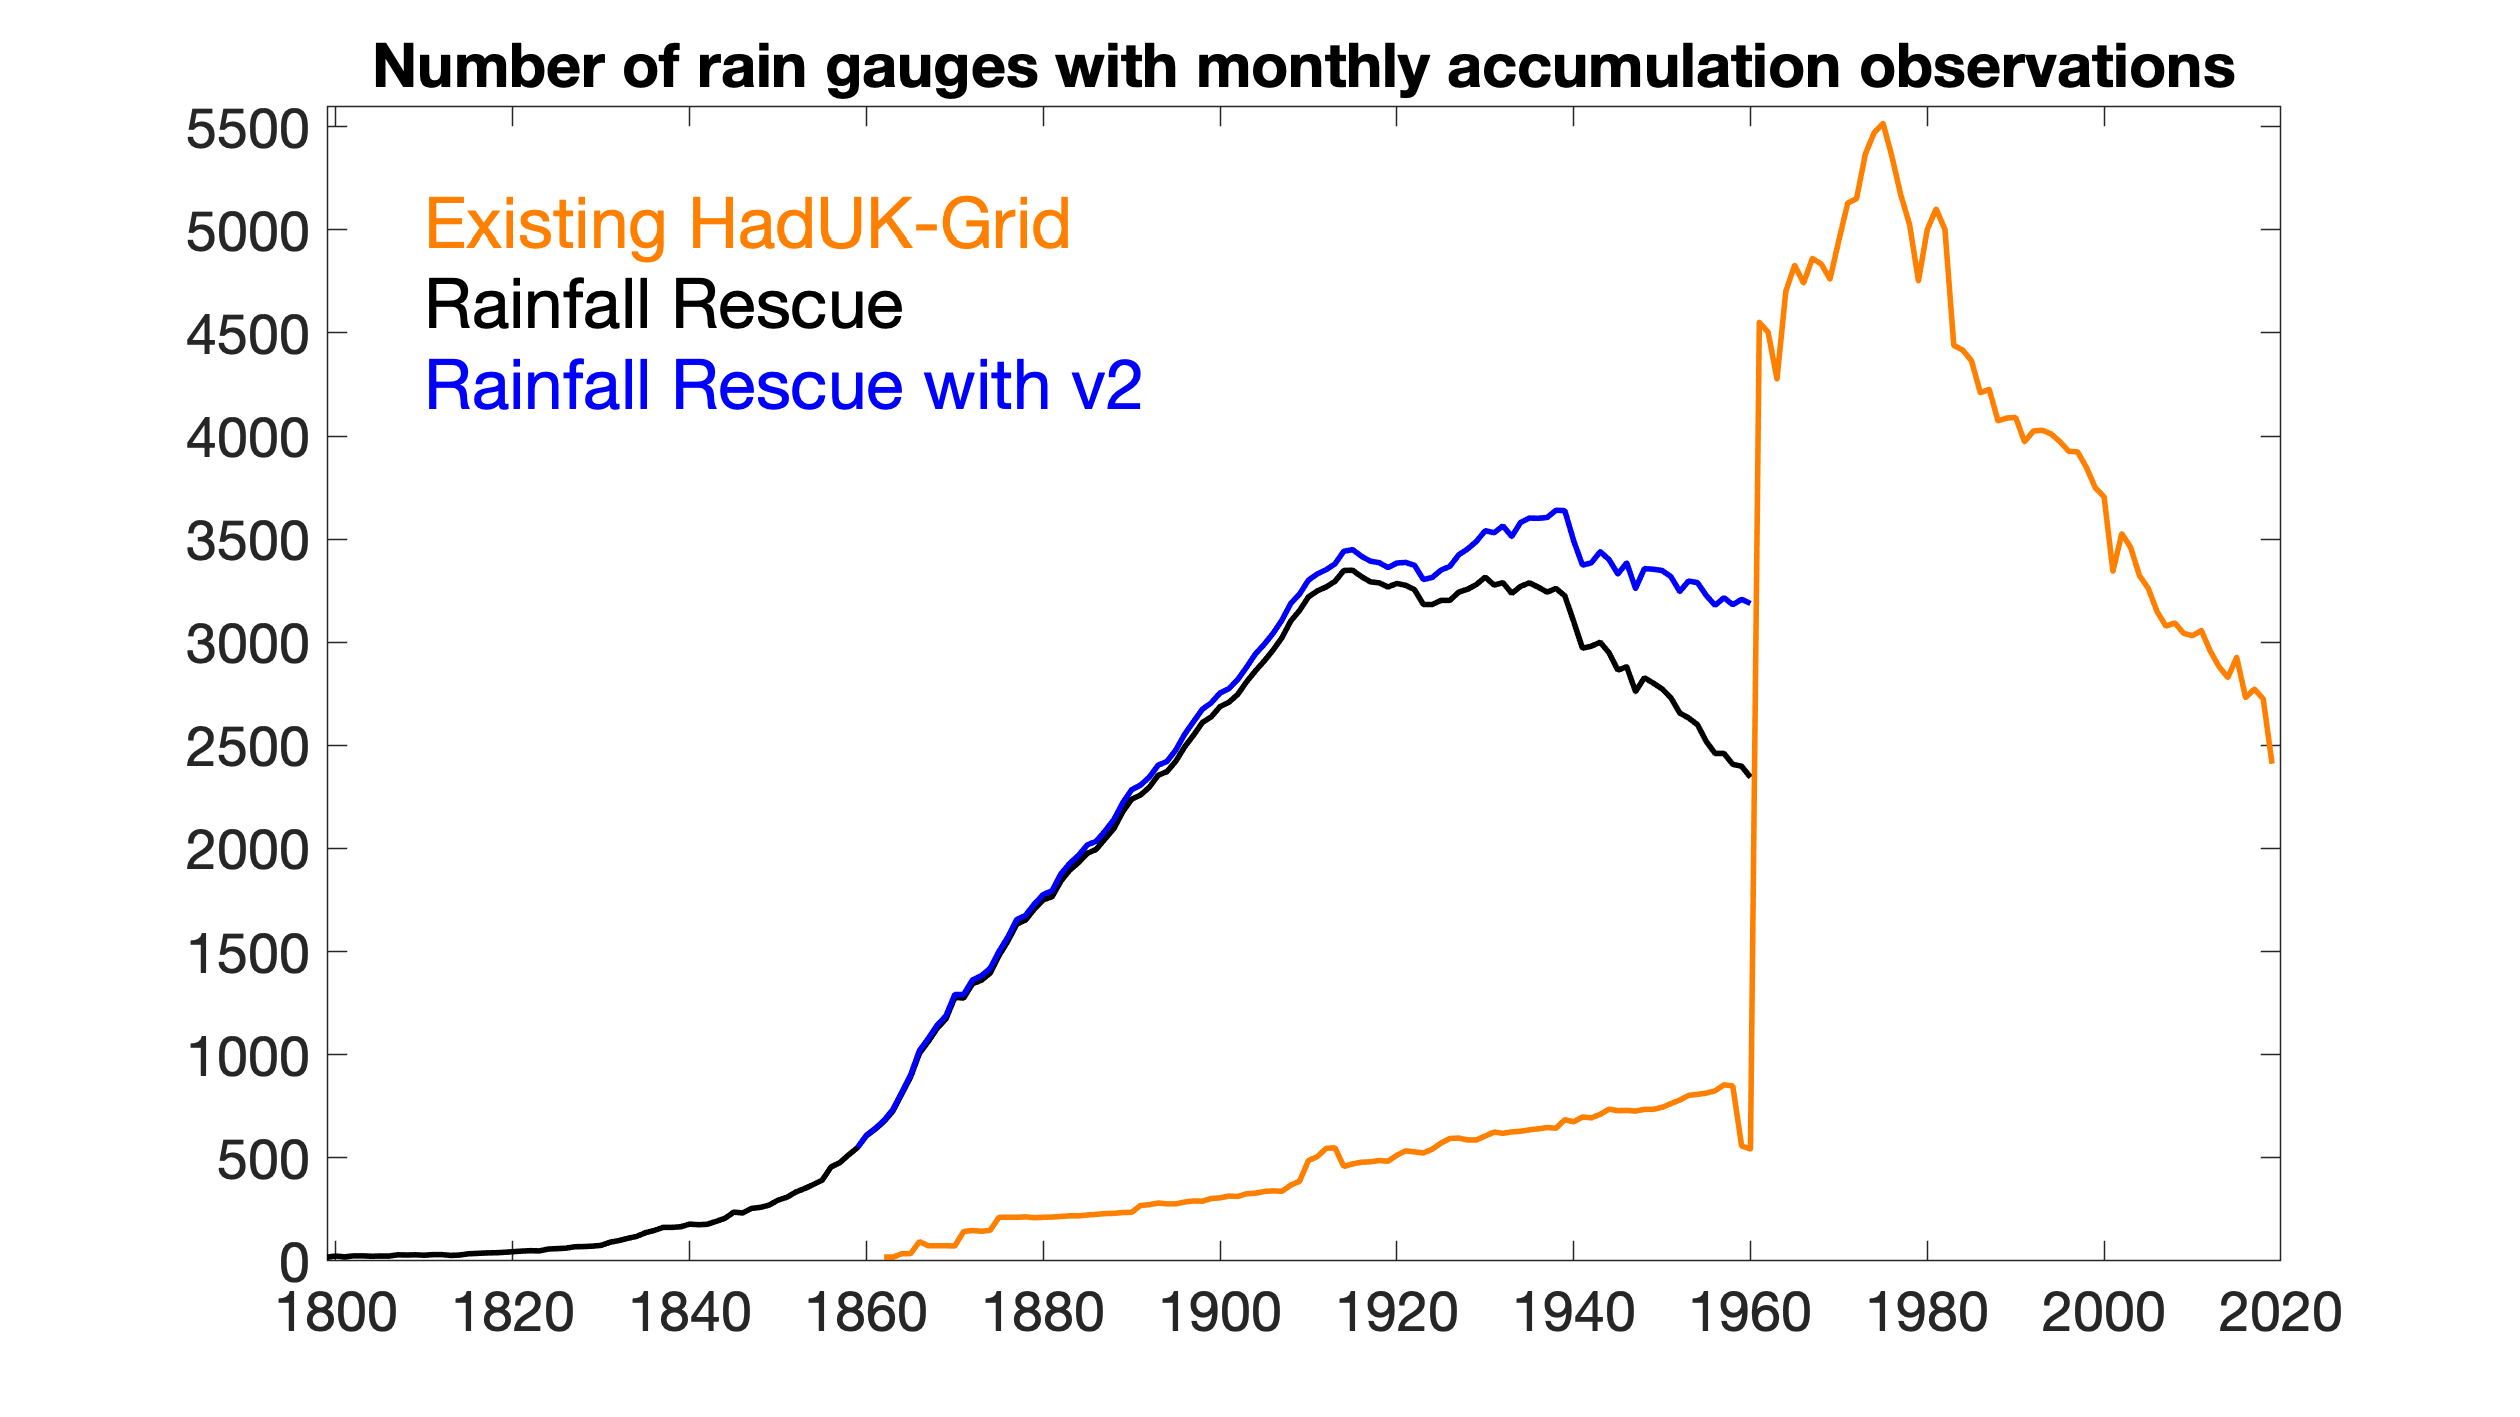 Number of rain gauges with monthly accumulation observations
5500
5000
4500
4000
3500
3000
2500
2000
1500
1000
500
0
Existing HadUK-Grid
Rainfall Rescue
Rainfall Rescue with v2
1800 1820 1840 1860 1880 1900 1920 1940 1960 1980 2000 2020